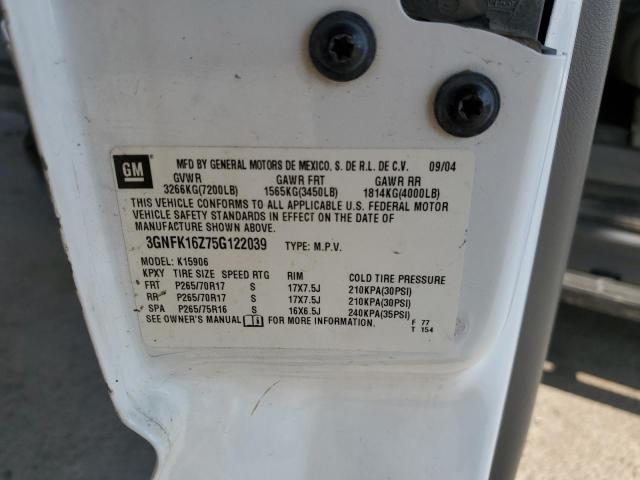 GM
MFD BY GENERAL MOTORS DE MEXICO, S. DE R.L. DE C.V. 09/04
GVWR GAWR FRT GAWR RR
3266KG(7200LB) 1565KG(3450LB) 1814KG(4000LB)
THIS VEHICLE CONFORMS TO ALL APPLICABLE U.S. FEDERAL MOTOR
VEHICLE SAFETY STANDARDS IN EFFECT ON THE DATE OF
MANUFACTURE SHOWN ABOVE.
3GNFK16Z75G122039 TYPE: M.P.V.
MODEL: K15906
KPXY TIRE SIZE SPEED RTG RIM COLD TIRE PRESSURE
FRT P265/70R17 S 17X7.5J 210KPA(30PSI)
RR P265/70R17 S 17X7.5J 210KPA(30PSI)
SPA P265/75R16 S 16X6.5J 240KPA(35PSI)
SEE OWNER'S MANUAL FOR MORE INFORMATION. F 77
T 154